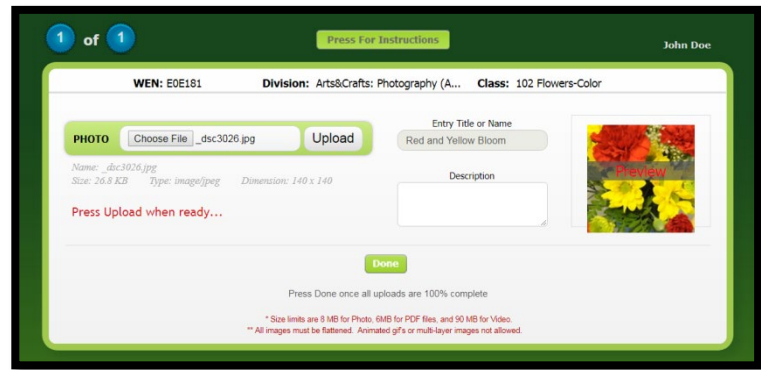 1 of 1
Press For Instructions
John Doe
WEN: E0E181 Division: Arts&Crafts: Photography (A... Class: 102 Flowers-Color
PHOTO Choose File _dsc3026.jpg Upload
Entry Title or Name
Red and Yellow Bloom
Name: _dsc3026.jpg
Size: 26.8 KB Type: image/jpeg Dimension: 140 x 140
Description
Preview
Press Upload when ready...
Done
Press Done once all uploads are 100% complete
* Size limits are 8 MB for Photo, 6MB for PDF files, and 90 MB for Video.
** All images must be flattened. Animated gif's or multi-layer images not allowed.